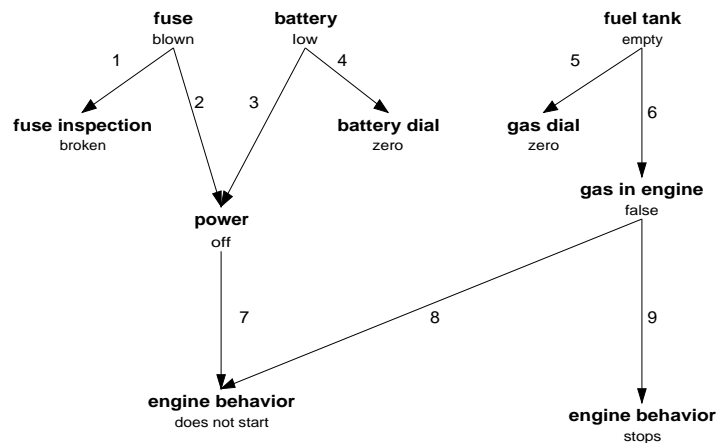 fuse
blown
battery
low
fuel tank
empty
1
2
3
4
5
6
fuse inspection
broken
battery dial
zero
gas dial
zero
gas in engine
false
power
off
7
8
9
engine behavior
does not start
engine behavior
stops